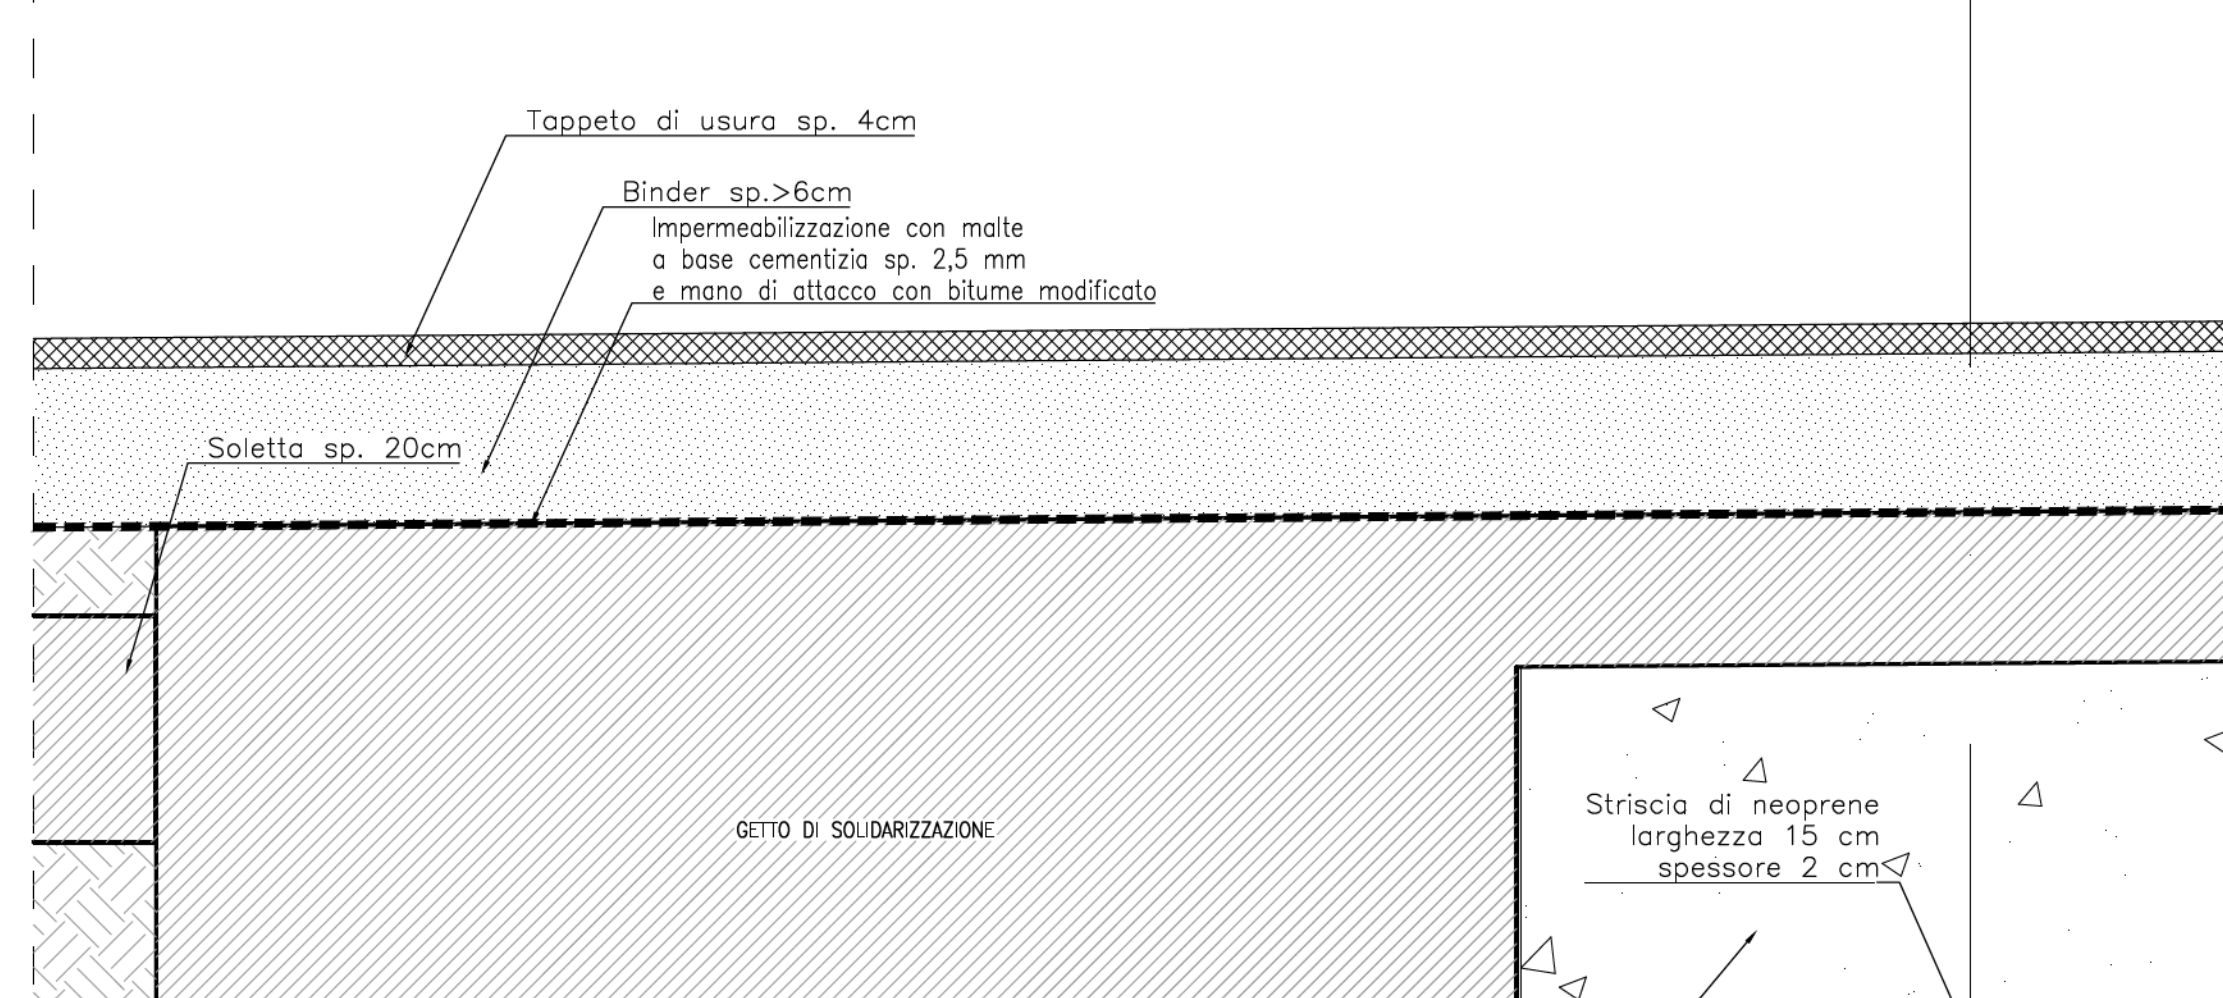 Tappeto di usura sp. 4cm
Binder sp.>6cm
Impermeabilizzazione con malte
a base cementizia sp. 2,5 mm
e mano di attacco con bitume modificato
Soletta sp. 20cm
GETTO DI SOLIDARIZZAZIONE
Striscia di neoprene
larghezza 15 cm
spessore 2 cm